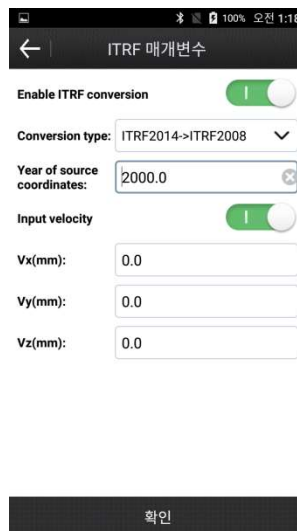 100% 오전 1:18
ITRF 매개변수
Enable ITRF conversion
Conversion type: ITRF2014->ITRF2008
Year of source coordinates: 2000.0
Input velocity
Vx(mm): 0.0
Vy(mm): 0.0
Vz(mm): 0.0
확인